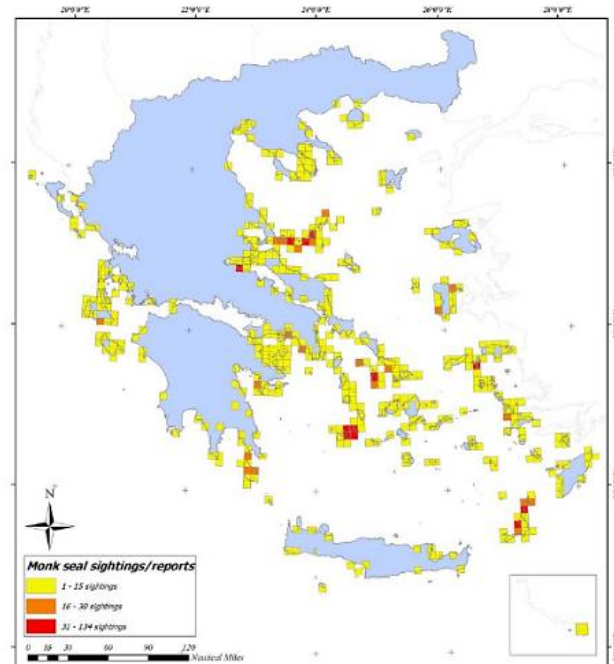 20°0'0"E 22°0'0"E 24°0'0"E 26°0'0"E 28°0'0"E
N
Monk seal sightings/reports
1 - 15 sightings
16 - 30 sightings
31 - 134 sightings
0 15 30 60 90 120
Nautical Miles